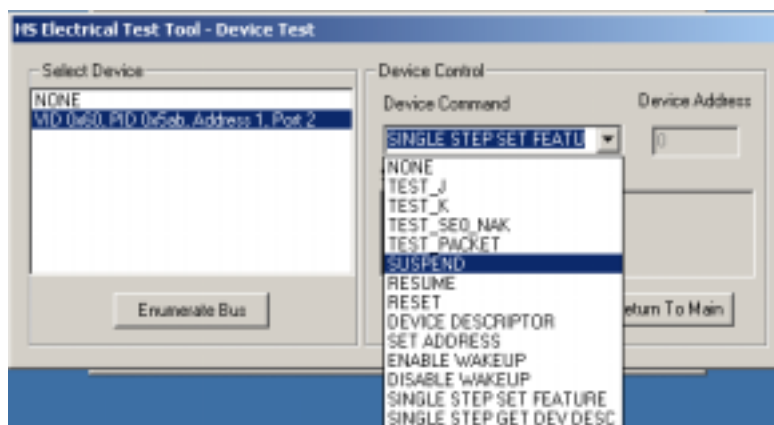 HS Electrical Test Tool - Device Test
Select Device
NONE
VID 0x60, PID 0x5ab, Address 1, Port 2
Enumerate Bus
Device Control
Device Command
Device Address
SINGLE STEP SET FEATU
0
NONE
TEST_J
TEST_K
TEST_SE0_NAK
TEST_PACKET
SUSPEND
RESUME
RESET
DEVICE DESCRIPTOR
SET ADDRESS
ENABLE WAKEUP
DISABLE WAKEUP
SINGLE STEP SET FEATURE
SINGLE STEP GET DEV DESC
eturn To Main